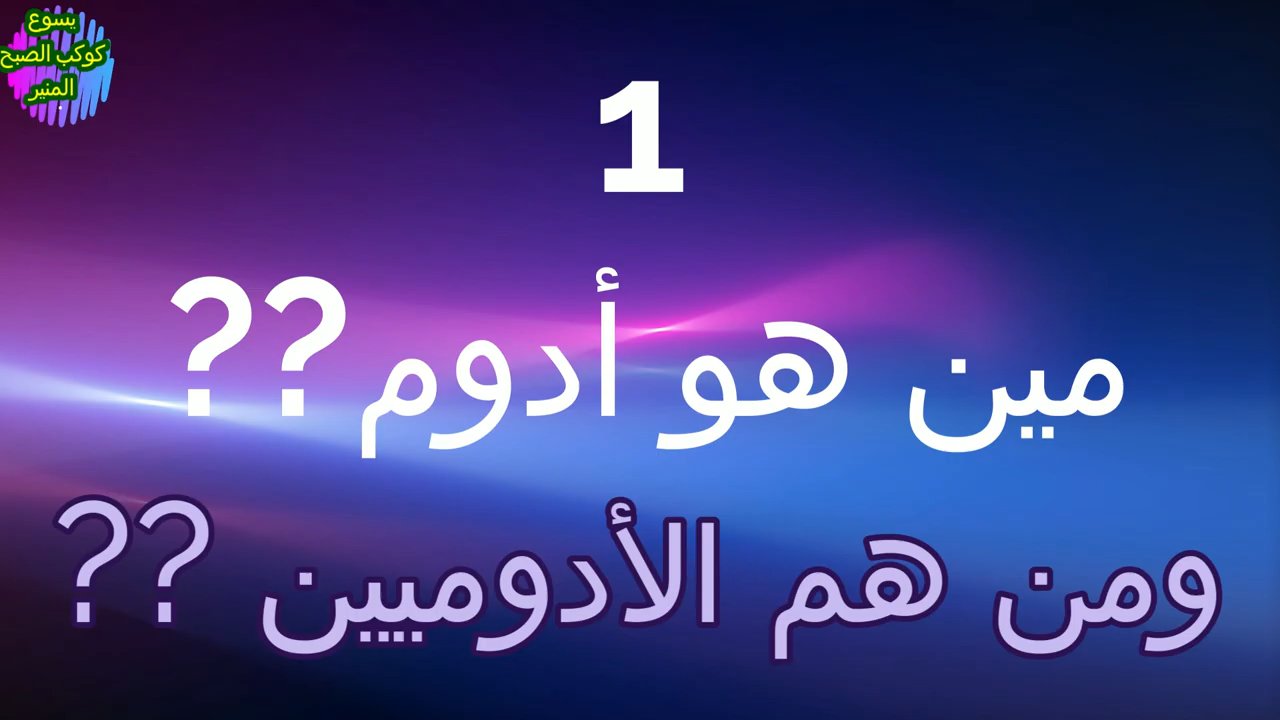 يسوع
كوكب الصبح
المنير
1
مين هو أدوم??
ومن هم الأدوميين ??